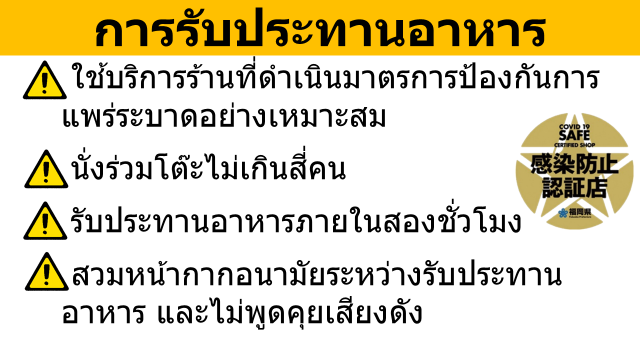 การรับประทานอาหาร
ใช้บริการร้านที่ดำเนินมาตรการป้องกันการ
แพร่ระบาดอย่างเหมาะสม
นั่งร่วมโต๊ะไม่เกินสี่คน
รับประทานอาหารภายในสองชั่วโมง
สวมหน้ากากอนามัยระหว่างรับประทาน
อาหาร และไม่พูดคุยเสียงดัง
COVID 19
SAFE
CERTIFIED SHOP
感染防止
認証店
福岡県